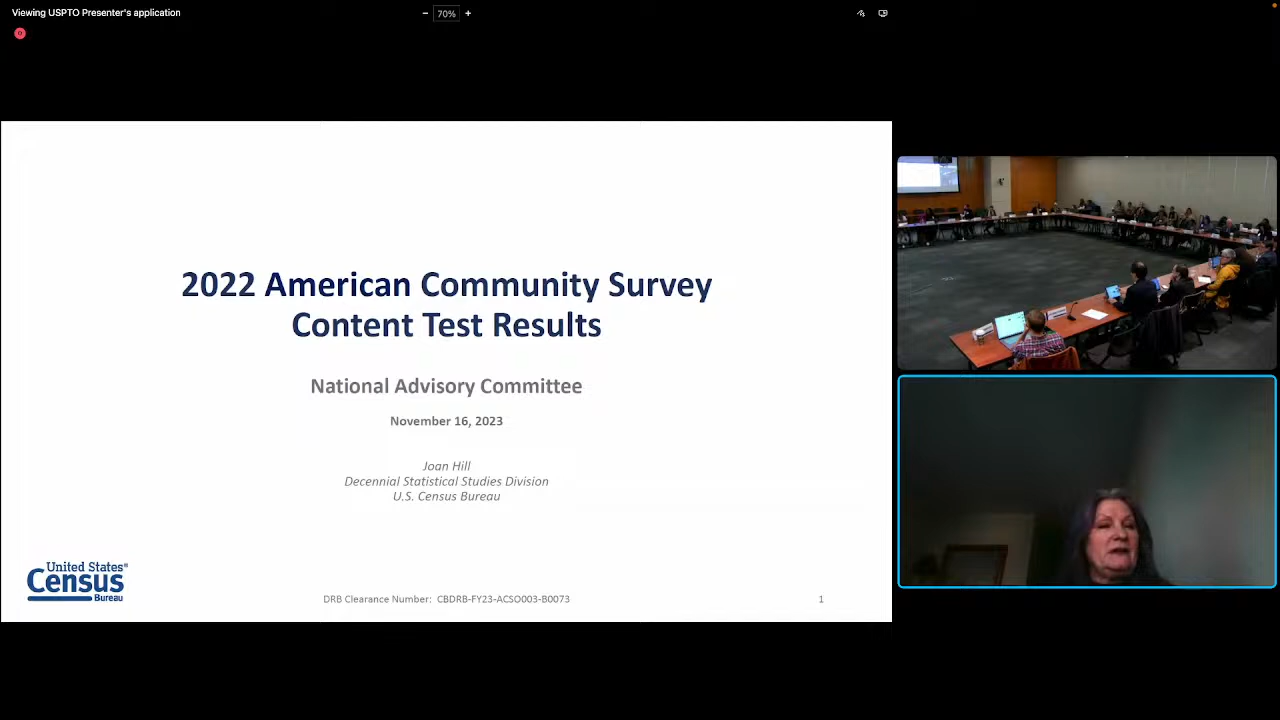 Viewing USPTO Presenter's application
− 70% +
2022 American Community Survey
Content Test Results
National Advisory Committee
November 16, 2023
Joan Hill
Decennial Statistical Studies Division
U.S. Census Bureau
United States®
Census
Bureau
DRB Clearance Number: CBDRB-FY23-ACSO003-B0073
1